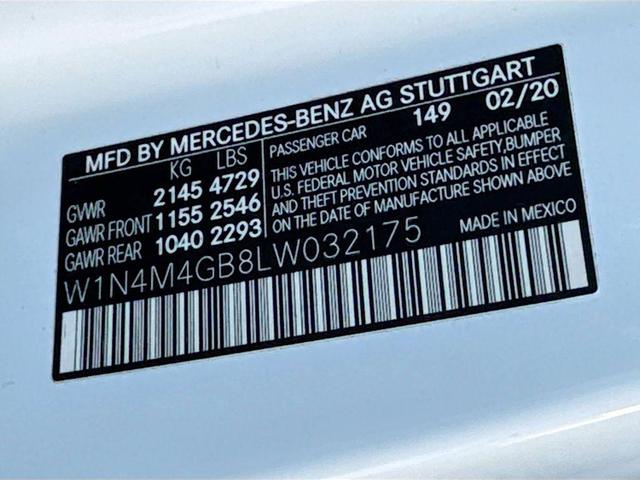 MFD BY MERCEDES-BENZ AG STUTTGART
KG LBS
GVWR 2145 4729
GAWR FRONT 1155 2546
GAWR REAR 1040 2293
PASSENGER CAR 149 02/20
THIS VEHICLE CONFORMS TO ALL APPLICABLE
U.S. FEDERAL MOTOR VEHICLE SAFETY, BUMPER
AND THEFT PREVENTION STANDARDS IN EFFECT
ON THE DATE OF MANUFACTURE SHOWN ABOVE
MADE IN MEXICO
W1N4M4GB8LW032175